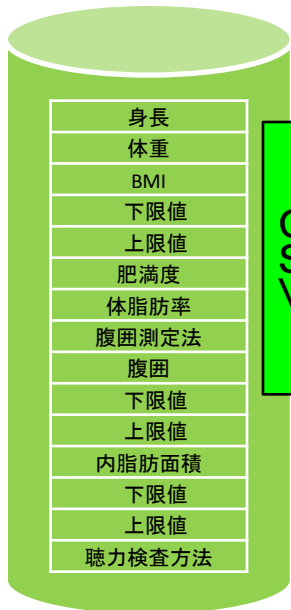 身長
体重
BMI
下限値
上限値
肥満度
体脂肪率
腹囲測定法
腹囲
下限値
上限値
内脂肪面積
下限値
上限値
聴力検査方法